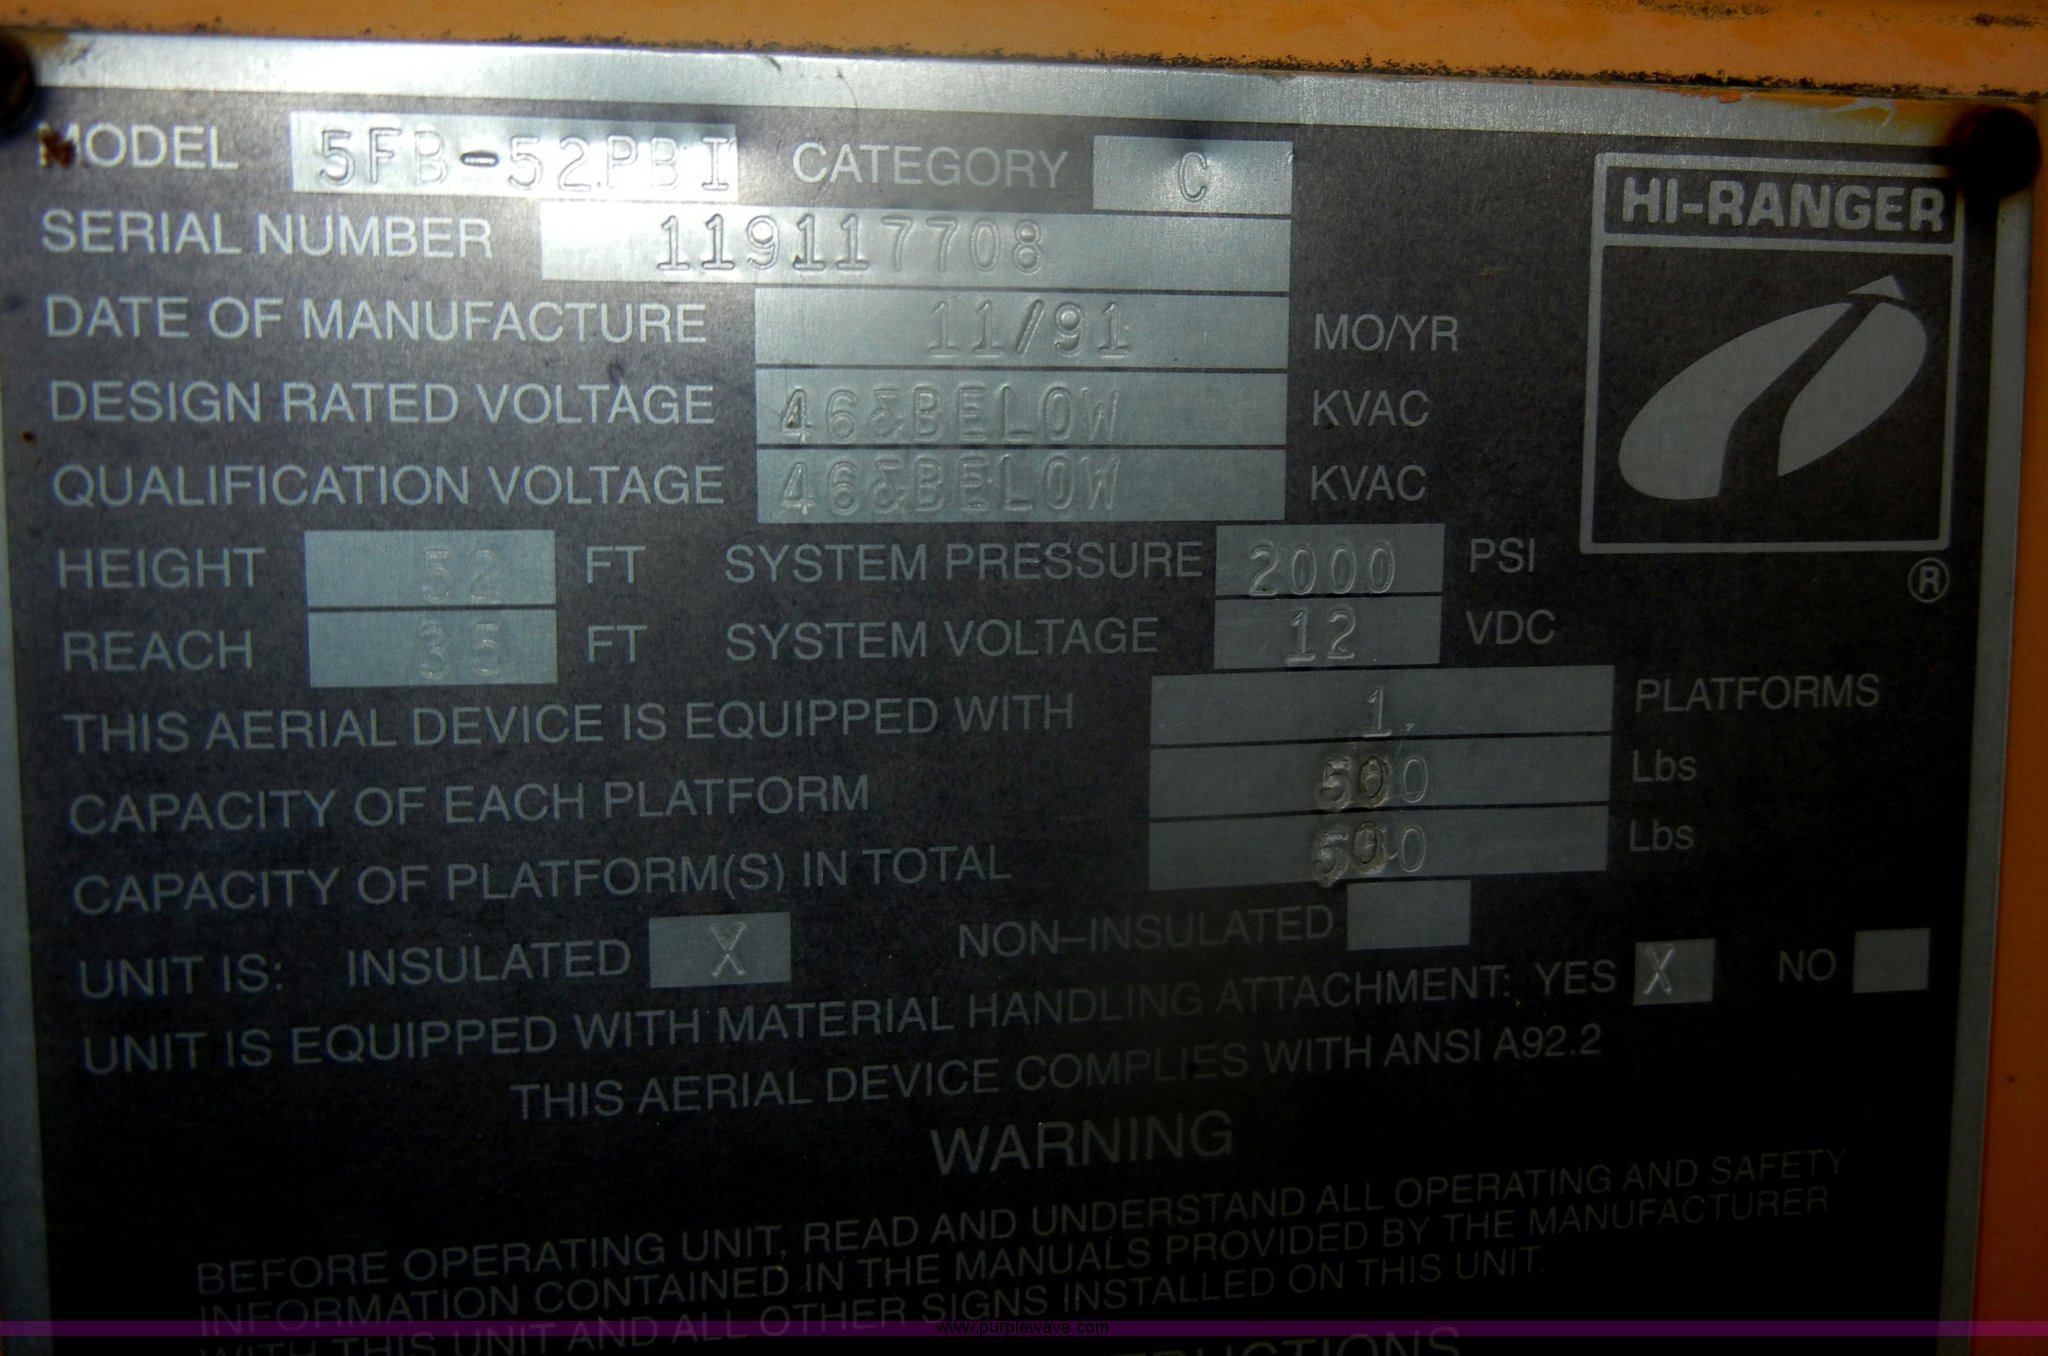 MODEL 5FB-52PBI CATEGORY C
HI-RANGER
SERIAL NUMBER 119117708
DATE OF MANUFACTURE 11/91 MO/YR
DESIGN RATED VOLTAGE 46&BELOW KVAC
QUALIFICATION VOLTAGE 46&BELOW KVAC
HEIGHT 52 FT SYSTEM PRESSURE 2000 PSI
®
REACH 35 FT SYSTEM VOLTAGE 12 VDC
THIS AERIAL DEVICE IS EQUIPPED WITH 1 PLATFORMS
CAPACITY OF EACH PLATFORM 500 Lbs
CAPACITY OF PLATFORM(S) IN TOTAL 500 Lbs
UNIT IS: INSULATED X NON-INSULATED
UNIT IS EQUIPPED WITH MATERIAL HANDLING ATTACHMENT: YES X NO
THIS AERIAL DEVICE COMPLIES WITH ANSI A92.2
WARNING
BEFORE OPERATING UNIT, READ AND UNDERSTAND ALL OPERATING AND SAFETY
INFORMATION CONTAINED IN THE MANUALS PROVIDED BY THE MANUFACTURER
WITH THIS UNIT AND ALL OTHER SIGNS INSTALLED ON THIS UNIT.
www.purplewave.com